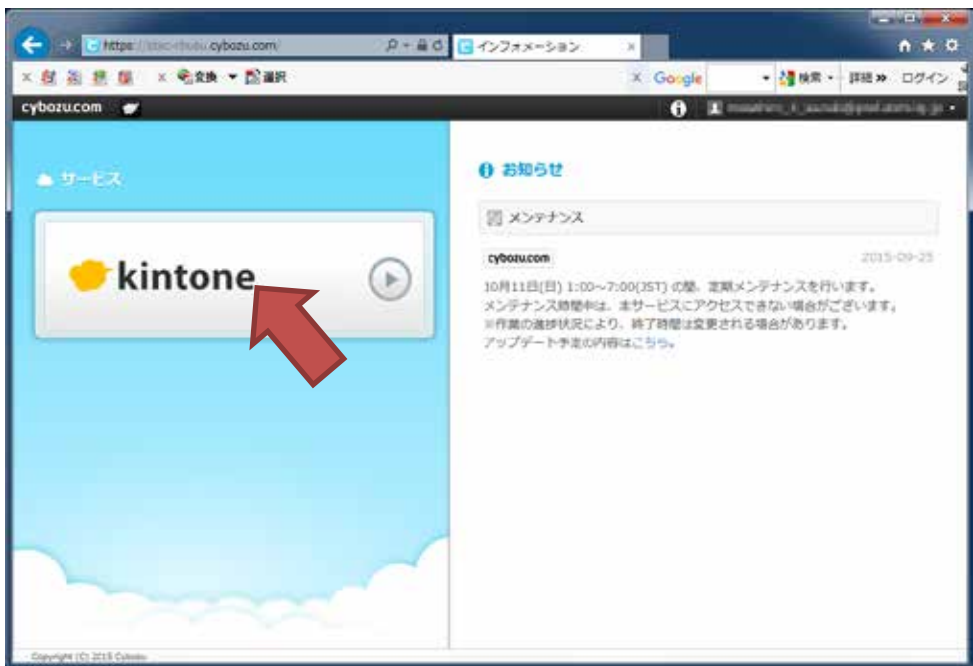 https://
cybozu.com/
インフォメーション
変換 選択
Google
検索 詳細 » ログイン
cybozu.com
サービス
kintone
お知らせ
メンテナンス
cybozu.com 2015-09-25
10月11日(日) 1:00~7:00(JST) の間、定期メンテナンスを行います。
メンテナンス時間中は、本サービスにアクセスできない場合がございます。
※作業の進捗状況により、終了時間は変更される場合があります。
アップデート予定の内容はこちら。
Copyright (C) 2015 Cybozu